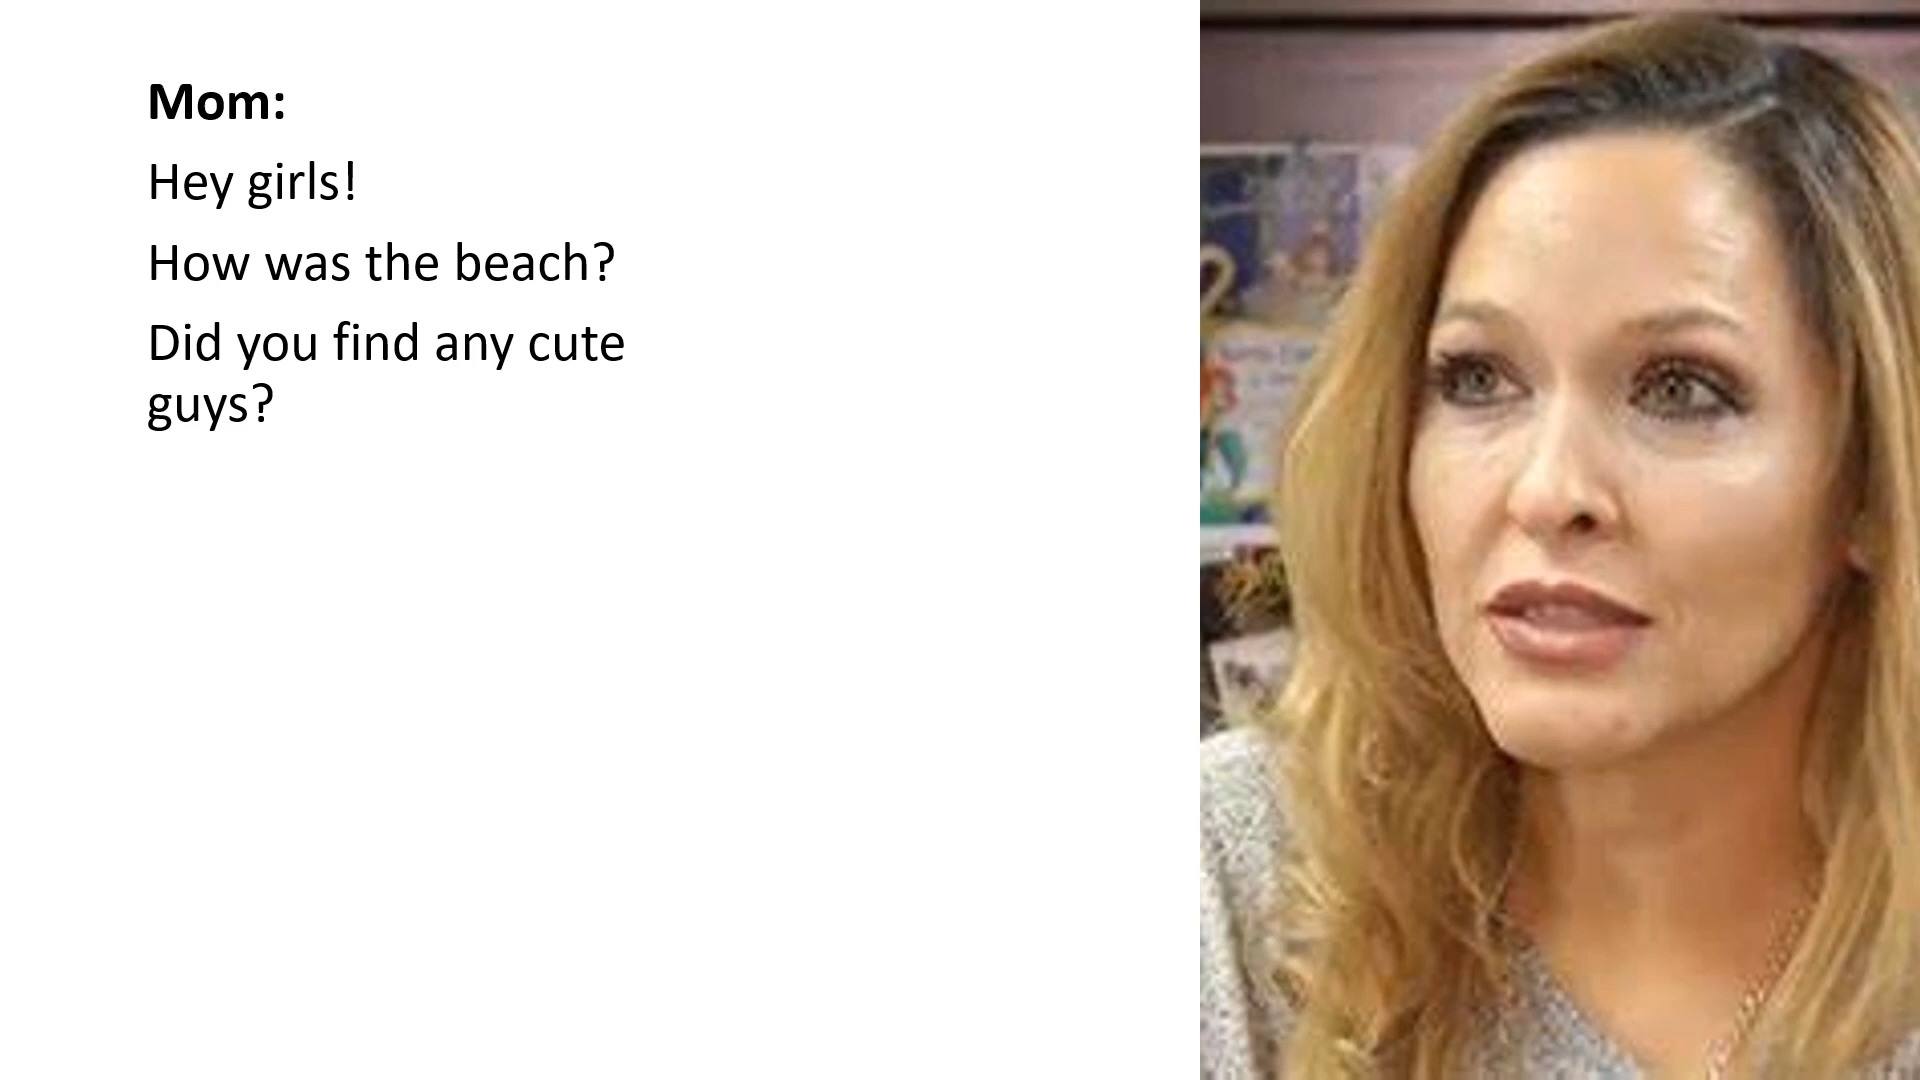 Mom:
Hey girls!
How was the beach?
Did you find any cute
guys?